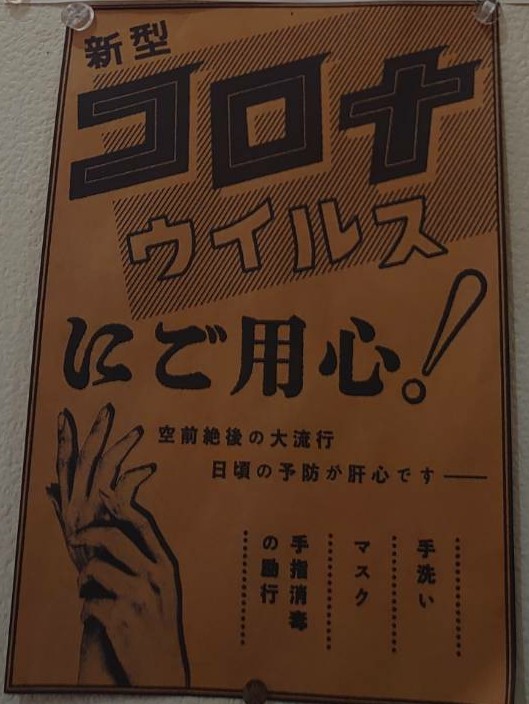 新型
コロナ
ウイルス
にご用心。!
空前絶後の大流行
日頃の予防が肝心です――
手洗い
マスク
手指消毒
の励行